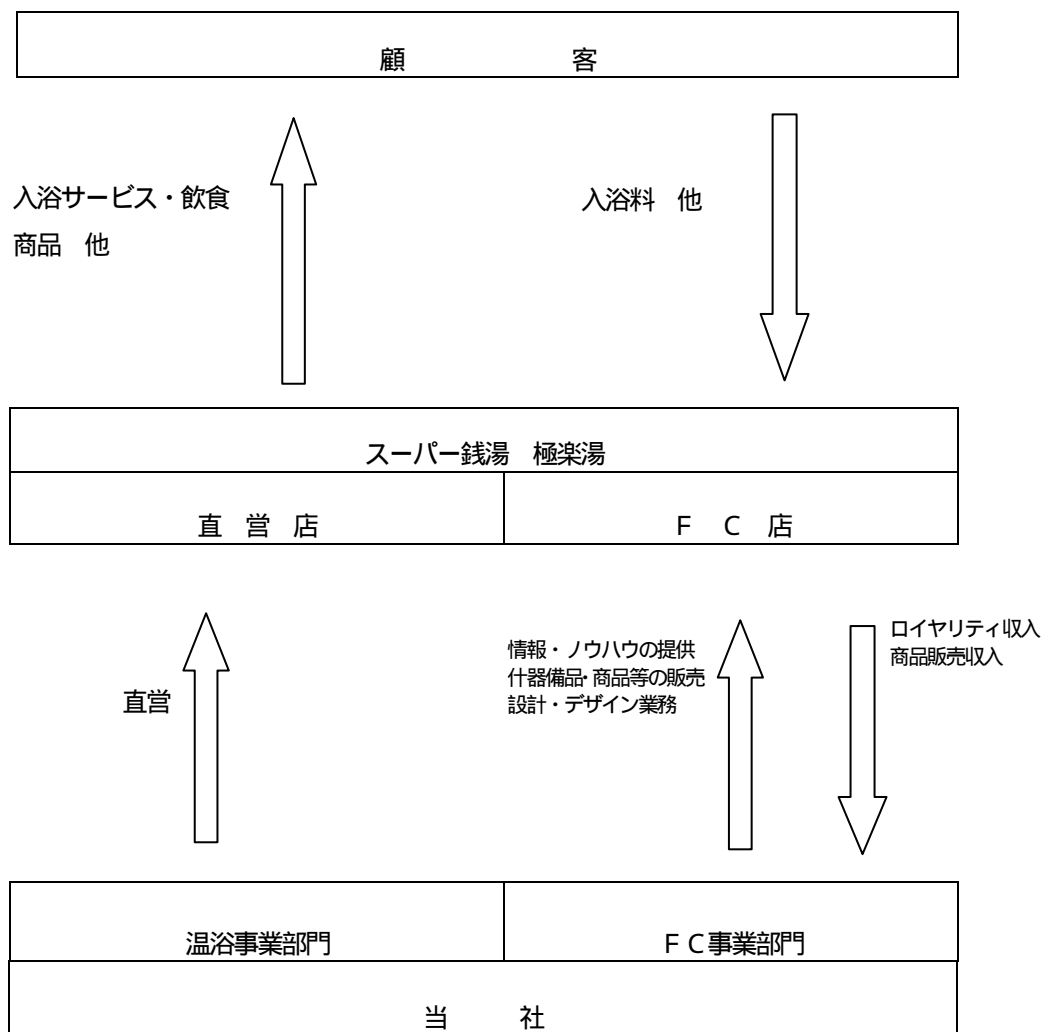 顧 客
入浴サービス・飲食
商品 他
入浴料 他
スーパー銭湯 極楽湯
直 営 店
F C 店
直営
情報・ノウハウの提供
什器備品・商品等の販売
設計・デザイン業務
ロイヤリティ収入
商品販売収入
温浴事業部門
FC事業部門
当 社